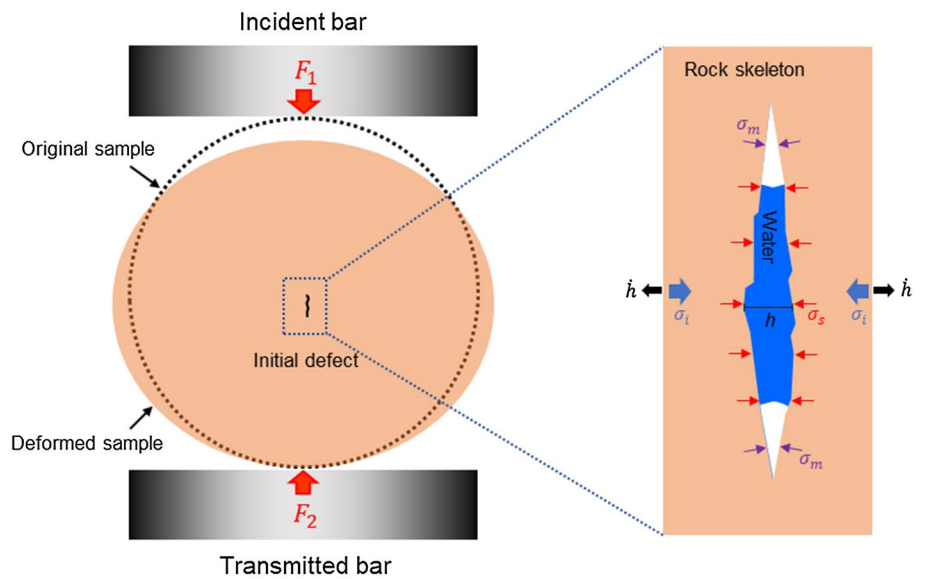 Incident bar
F₁
Original sample
Initial defect
Deformed sample
F₂
Transmitted bar
Rock skeleton
σₘ
Water
ḣ
σᵢ
h
σₛ
σᵢ
ḣ
σₘ